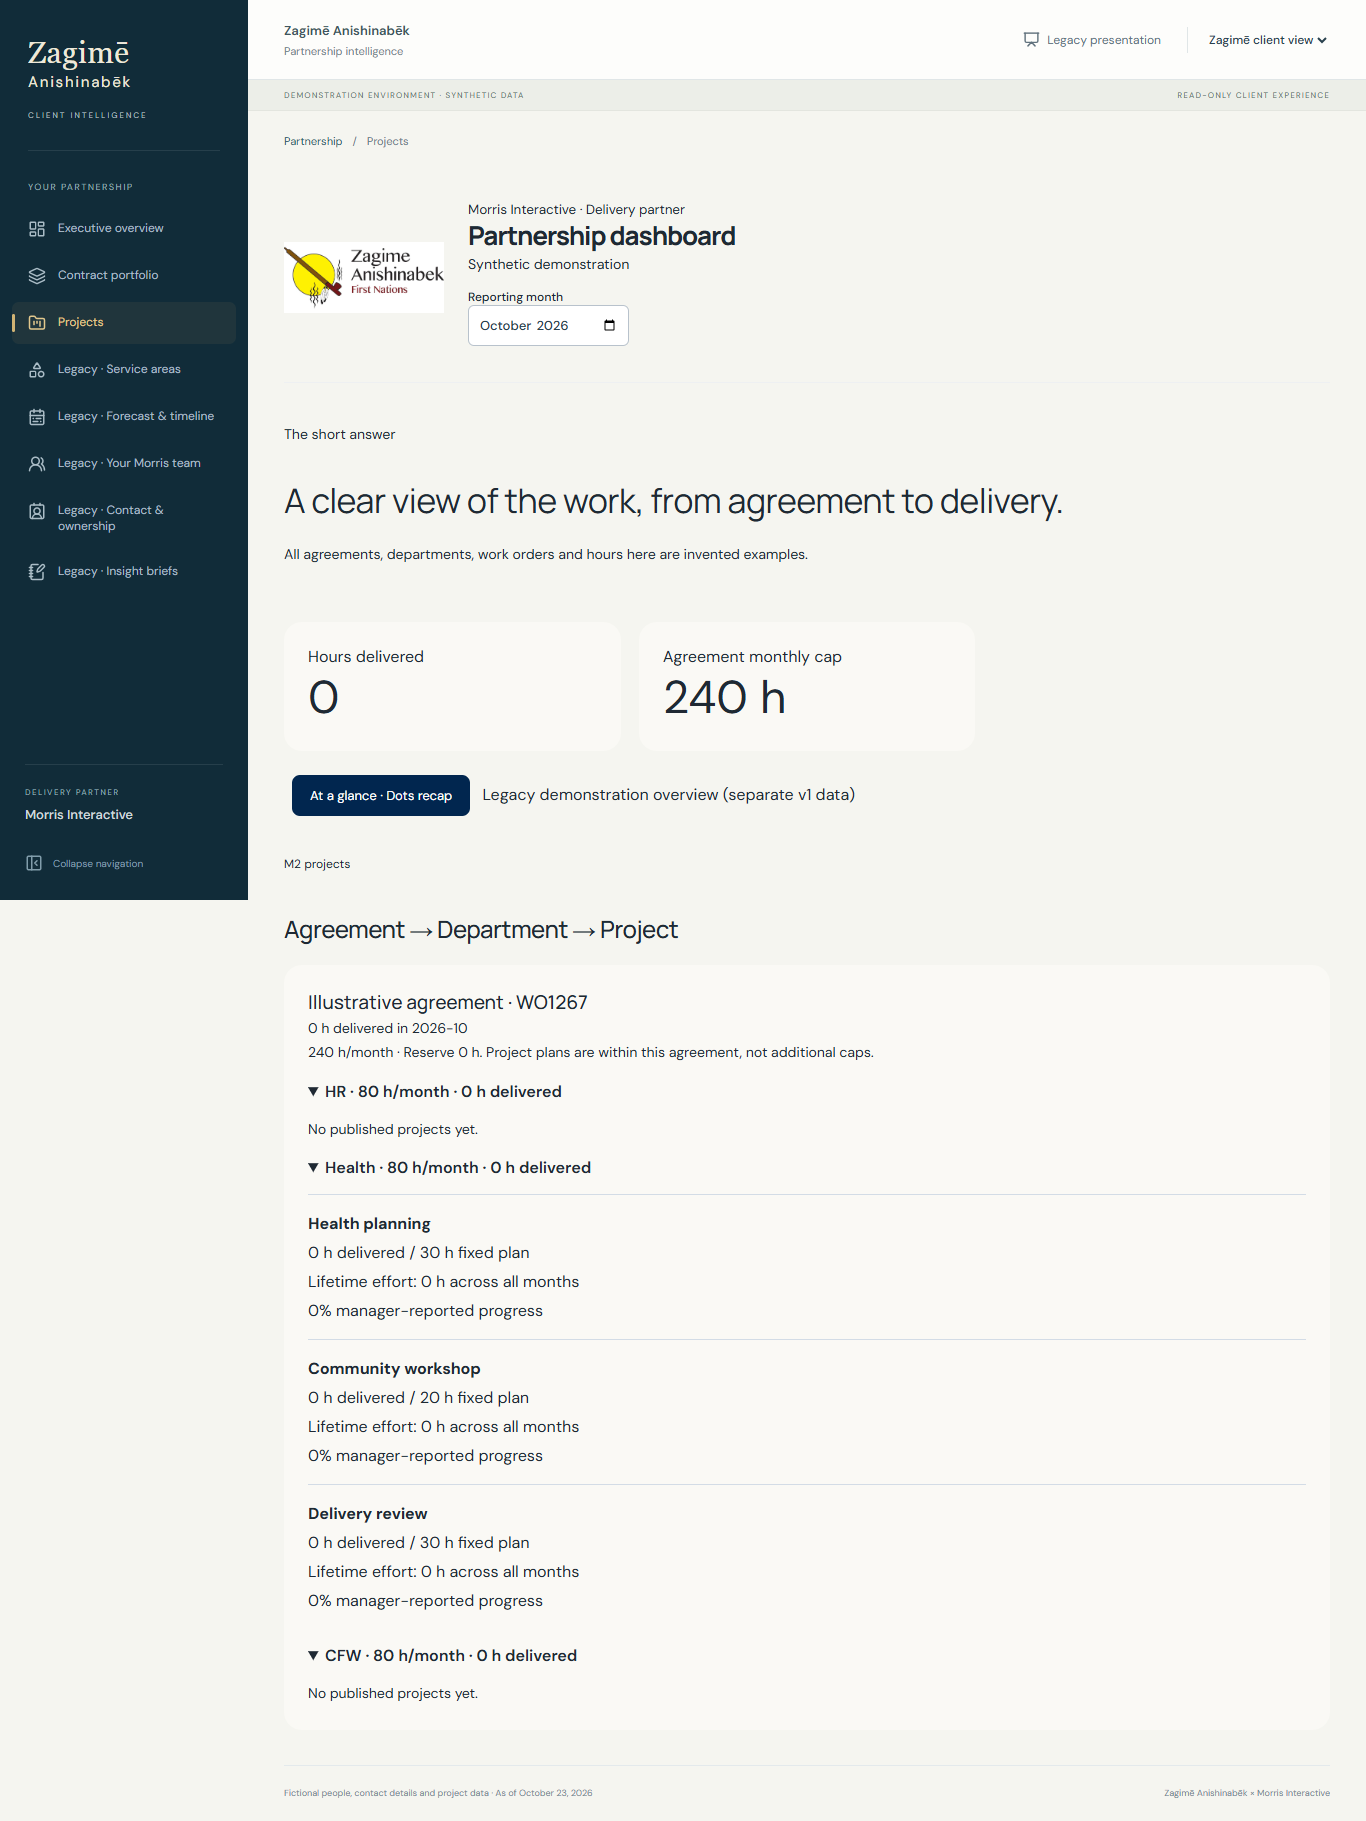 Zagimē
Anishinabēk
CLIENT INTELLIGENCE
YOUR PARTNERSHIP
Executive overview
Contract portfolio
Projects
Legacy · Service areas
Legacy · Forecast & timeline
Legacy · Your Morris team
Legacy · Contact &
ownership
Legacy · Insight briefs
DELIVERY PARTNER
Morris Interactive
Collapse navigation
Zagimē Anishinabēk
Partnership intelligence
Legacy presentation
Zagimē client view
DEMONSTRATION ENVIRONMENT · SYNTHETIC DATA
READ-ONLY CLIENT EXPERIENCE
Partnership / Projects
Zagime
Anishinabek
First Nations
Morris Interactive · Delivery partner
Partnership dashboard
Synthetic demonstration
Reporting month
October 2026
The short answer
A clear view of the work, from agreement to delivery.
All agreements, departments, work orders and hours here are invented examples.
Hours delivered
0
Agreement monthly cap
240 h
At a glance · Dots recap
Legacy demonstration overview (separate v1 data)
M2 projects
Agreement → Department → Project
Illustrative agreement · WO1267
0 h delivered in 2026-10
240 h/month · Reserve 0 h. Project plans are within this agreement, not additional caps.
▼ HR · 80 h/month · 0 h delivered
No published projects yet.
▼ Health · 80 h/month · 0 h delivered
Health planning
0 h delivered / 30 h fixed plan
Lifetime effort: 0 h across all months
0% manager-reported progress
Community workshop
0 h delivered / 20 h fixed plan
Lifetime effort: 0 h across all months
0% manager-reported progress
Delivery review
0 h delivered / 30 h fixed plan
Lifetime effort: 0 h across all months
0% manager-reported progress
▼ CFW · 80 h/month · 0 h delivered
No published projects yet.
Fictional people, contact details and project data · As of October 23, 2026
Zagimē Anishinabēk × Morris Interactive